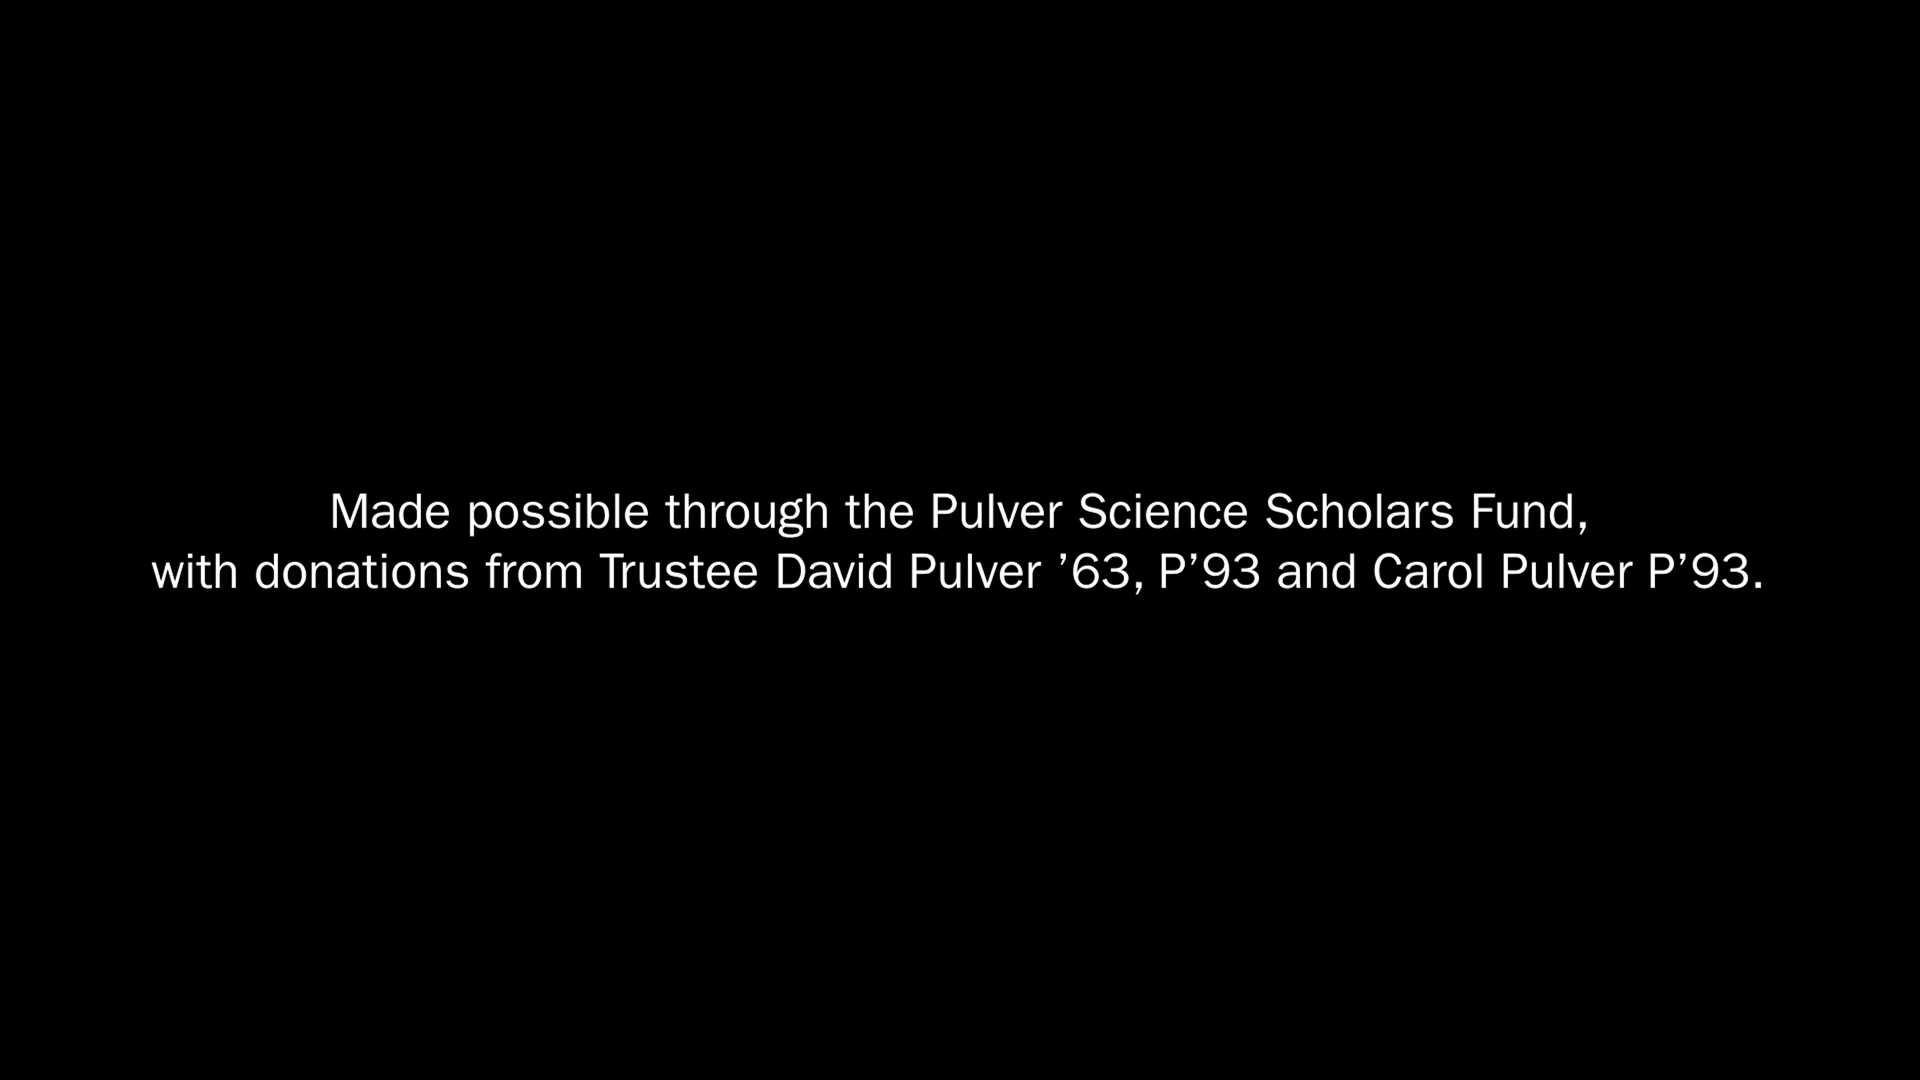 Made possible through the Pulver Science Scholars Fund,
with donations from Trustee David Pulver ’63, P’93 and Carol Pulver P’93.